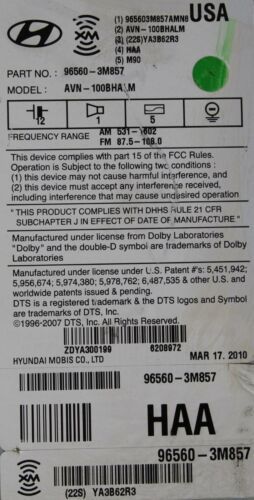 USA
(1) 965603M857AMN8
(2) AVN-100BHALM
(3) (22S)YA3B62R3
(4) HAA
(5) M90
HYUNDAI
XM
PART NO. : 96560-3M857
MODEL : AVN-100BHALM
2
1
5
FREQUENCY RANGE
AM 531-1602
FM 87.5-108.0
This device complies with part 15 of the FCC Rules.
Operation is Subject to the following two conditions:
(1) this device may not cause harmful interference, and
(2) this device must accept any interference received,
including interference that may cause undesired operation
" THIS PRODUCT COMPLIES WITH DHHS RULE 21 CFR
SUBCHAPTER J IN EFFECT OF DATE OF MANUFACTURE "
Manufactured under license from Dolby Laboratories
"Dolby" and the double-D symbol are trademarks of Dolby
Laboratories
Manufactured under license under U.S. Patent #'s: 5,451,942;
5,956,674; 5,974,380; 5,978,762; 6,487,535 & other U.S. and
worldwide patents issued & pending.
DTS is a registered trademark & the DTS logos and Symbol
are trademarks of DTS, Inc.
©1996-2007 DTS, Inc. All Rights Reserved.
ZDYA300199 6208972
HYUNDAI MOBIS CO., LTD MAR 17. 2010
96560-3M857
HAA
96560-3M857
XM
(22S) YA3B62R3